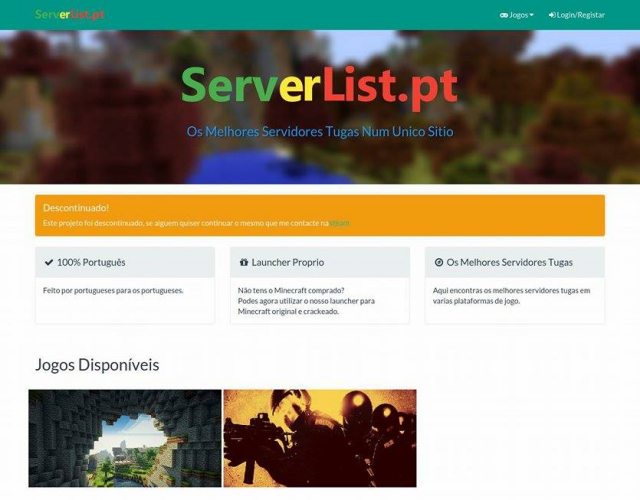 ServerList.pt
Jogos
Login/Registar
ServerList.pt
Os Melhores Servidores Tugas Num Unico Sitio
Descontinuado!
Este projeto foi descontinuado, se alguem quiser continuar o mesmo que me contacte na
100% Português
Feito por portugueses para os portugueses.
Launcher Proprio
Não tens o Minecraft comprado?
Podes agora utilizar o nosso launcher para
Minecraft original e crackeado.
Os Melhores Servidores Tugas
Aqui encontras os melhores servidores tugas em
varias plataformas de jogo.
Jogos Disponíveis